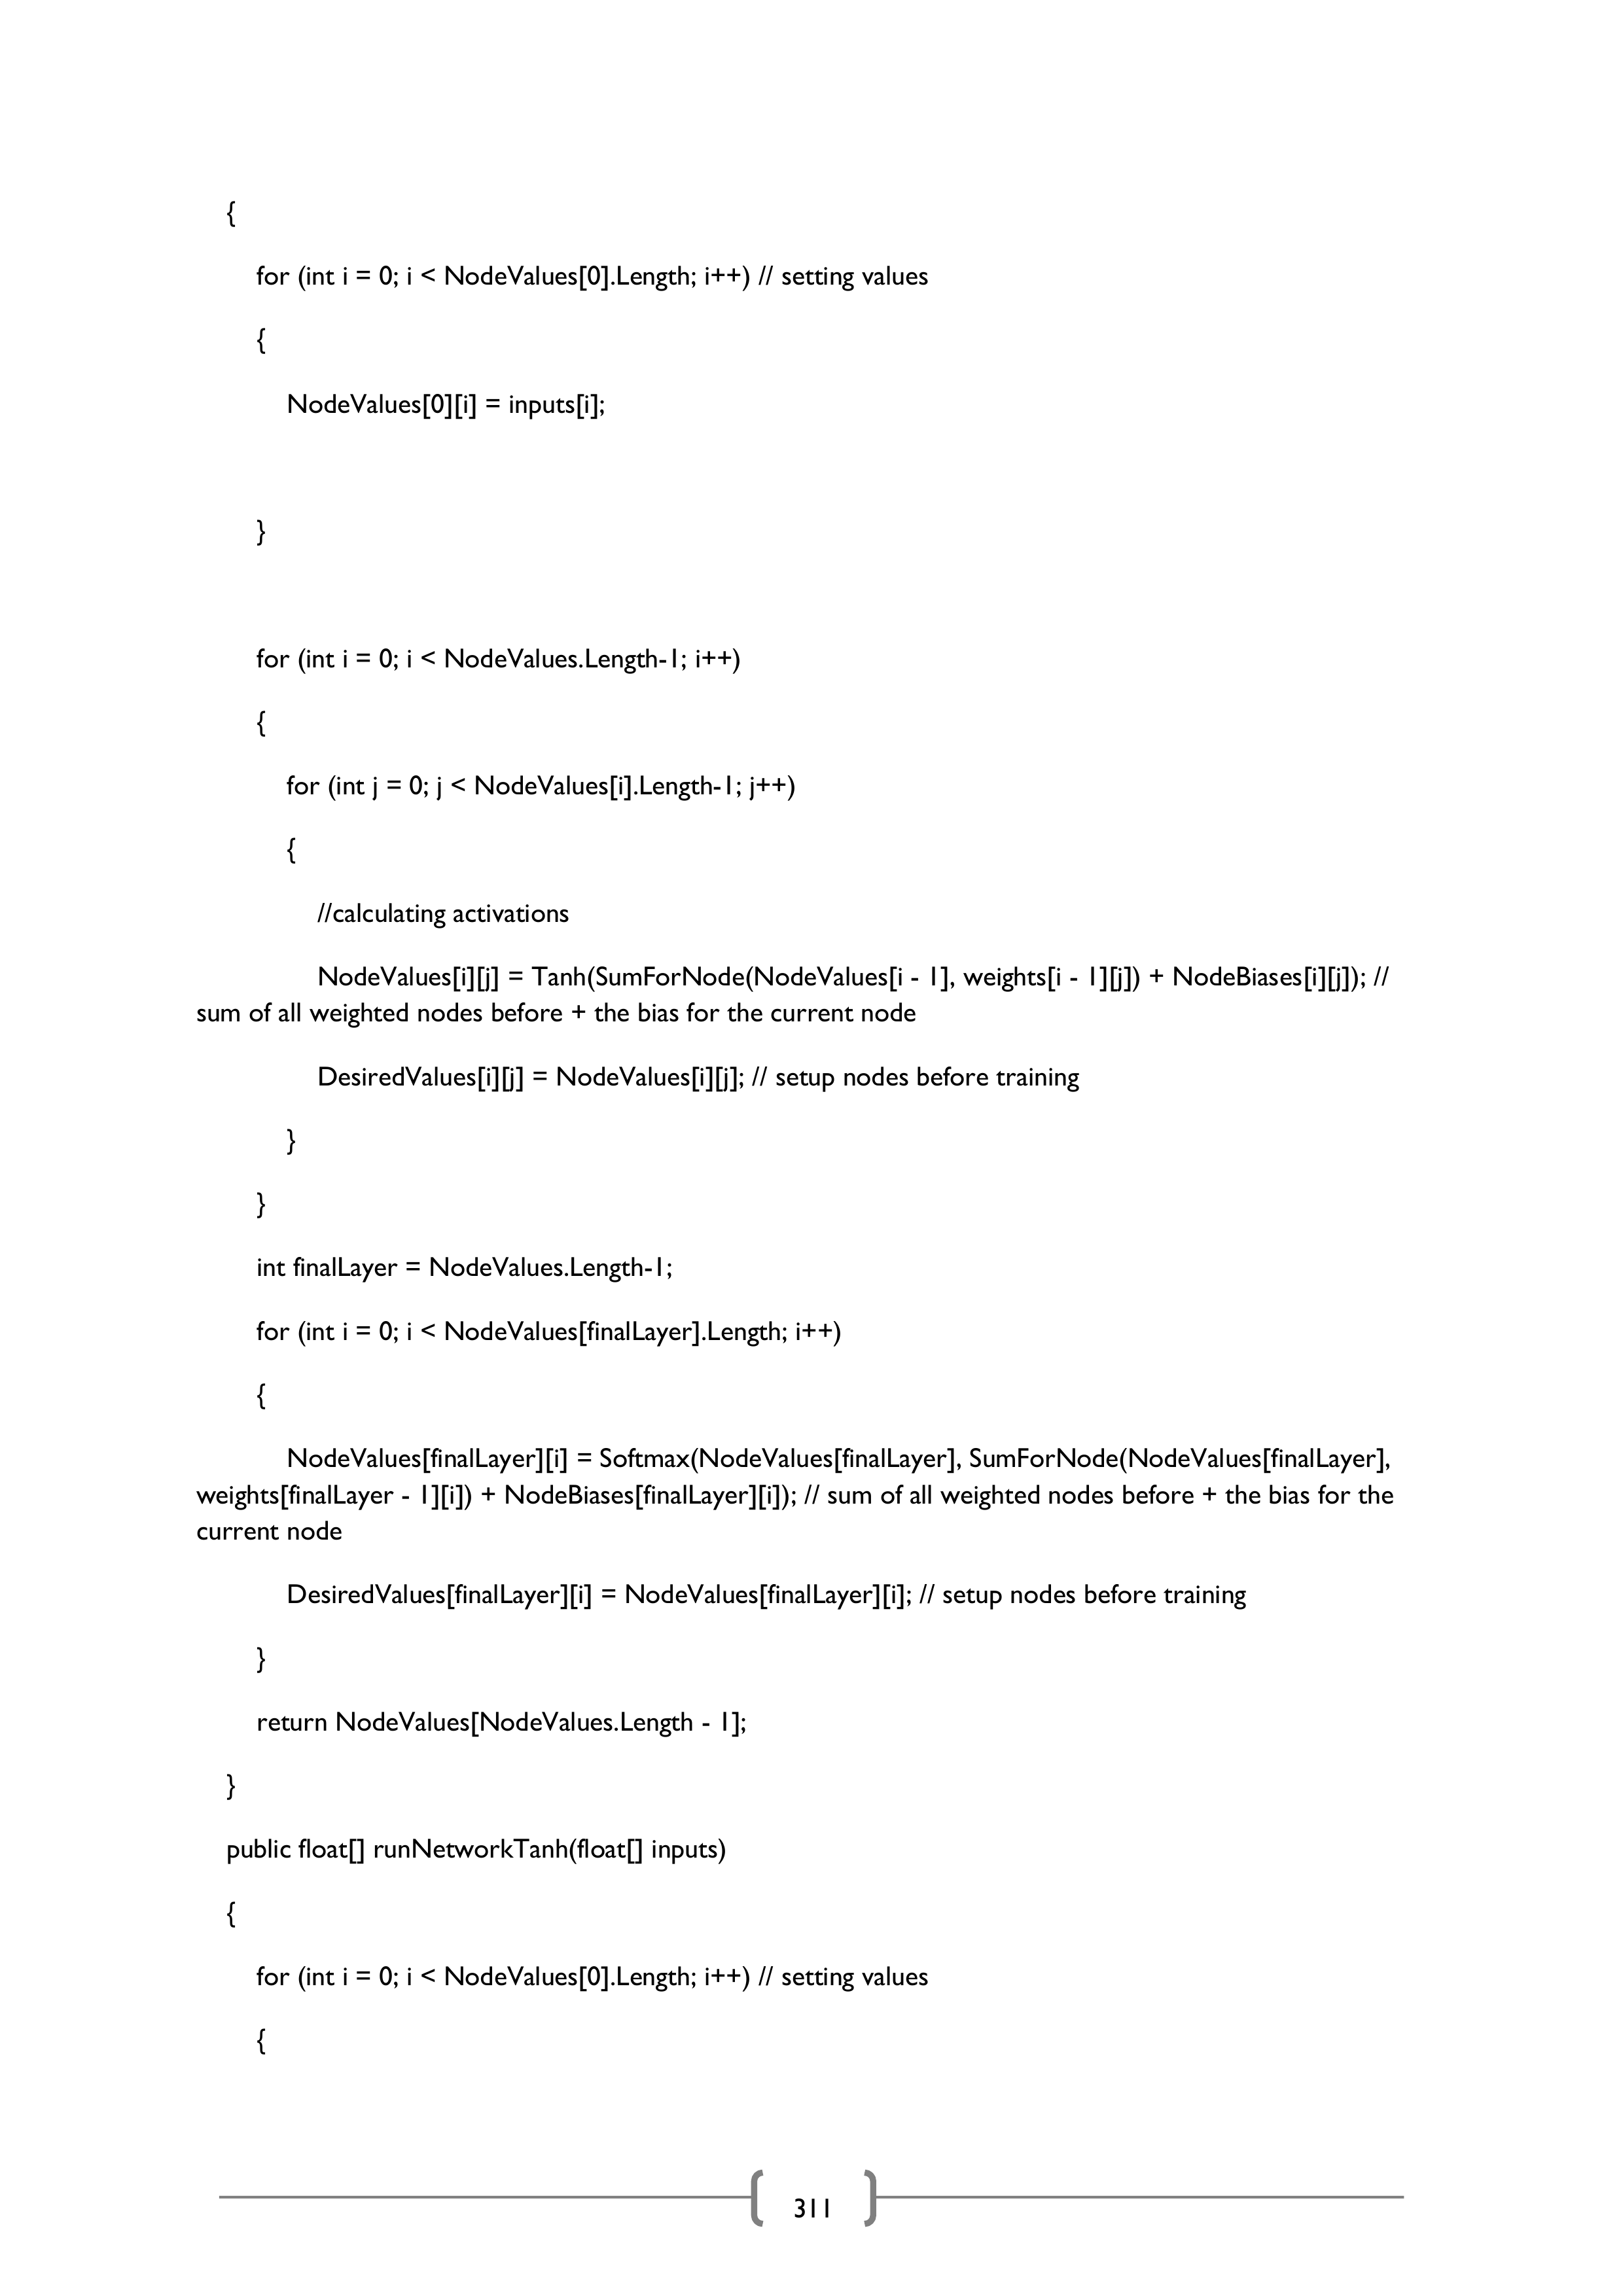 {
for (int i = 0; i < NodeValues[0].Length; i++) // setting values
{
NodeValues[0][i] = inputs[i];
}
for (int i = 0; i < NodeValues.Length-1; i++)
{
for (int j = 0; j < NodeValues[i].Length-1; j++)
{
//calculating activations
NodeValues[i][j] = Tanh(SumForNode(NodeValues[i - 1], weights[i - 1][j]) + NodeBiases[i][j]); //
sum of all weighted nodes before + the bias for the current node
DesiredValues[i][j] = NodeValues[i][j]; // setup nodes before training
}
}
int finalLayer = NodeValues.Length-1;
for (int i = 0; i < NodeValues[finalLayer].Length; i++)
{
NodeValues[finalLayer][i] = Softmax(NodeValues[finalLayer], SumForNode(NodeValues[finalLayer],
weights[finalLayer - 1][i]) + NodeBiases[finalLayer][i]); // sum of all weighted nodes before + the bias for the
current node
DesiredValues[finalLayer][i] = NodeValues[finalLayer][i]; // setup nodes before training
}
return NodeValues[NodeValues.Length - 1];
}
public float[] runNetworkTanh(float[] inputs)
{
for (int i = 0; i < NodeValues[0].Length; i++) // setting values
{
311